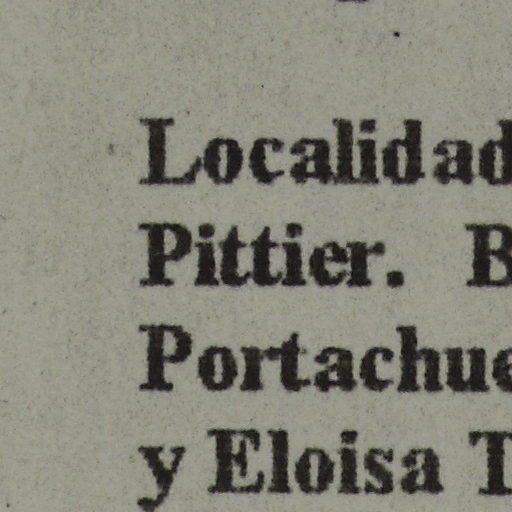 Localidad
Pittier. B
Portachue
y Eloisa T